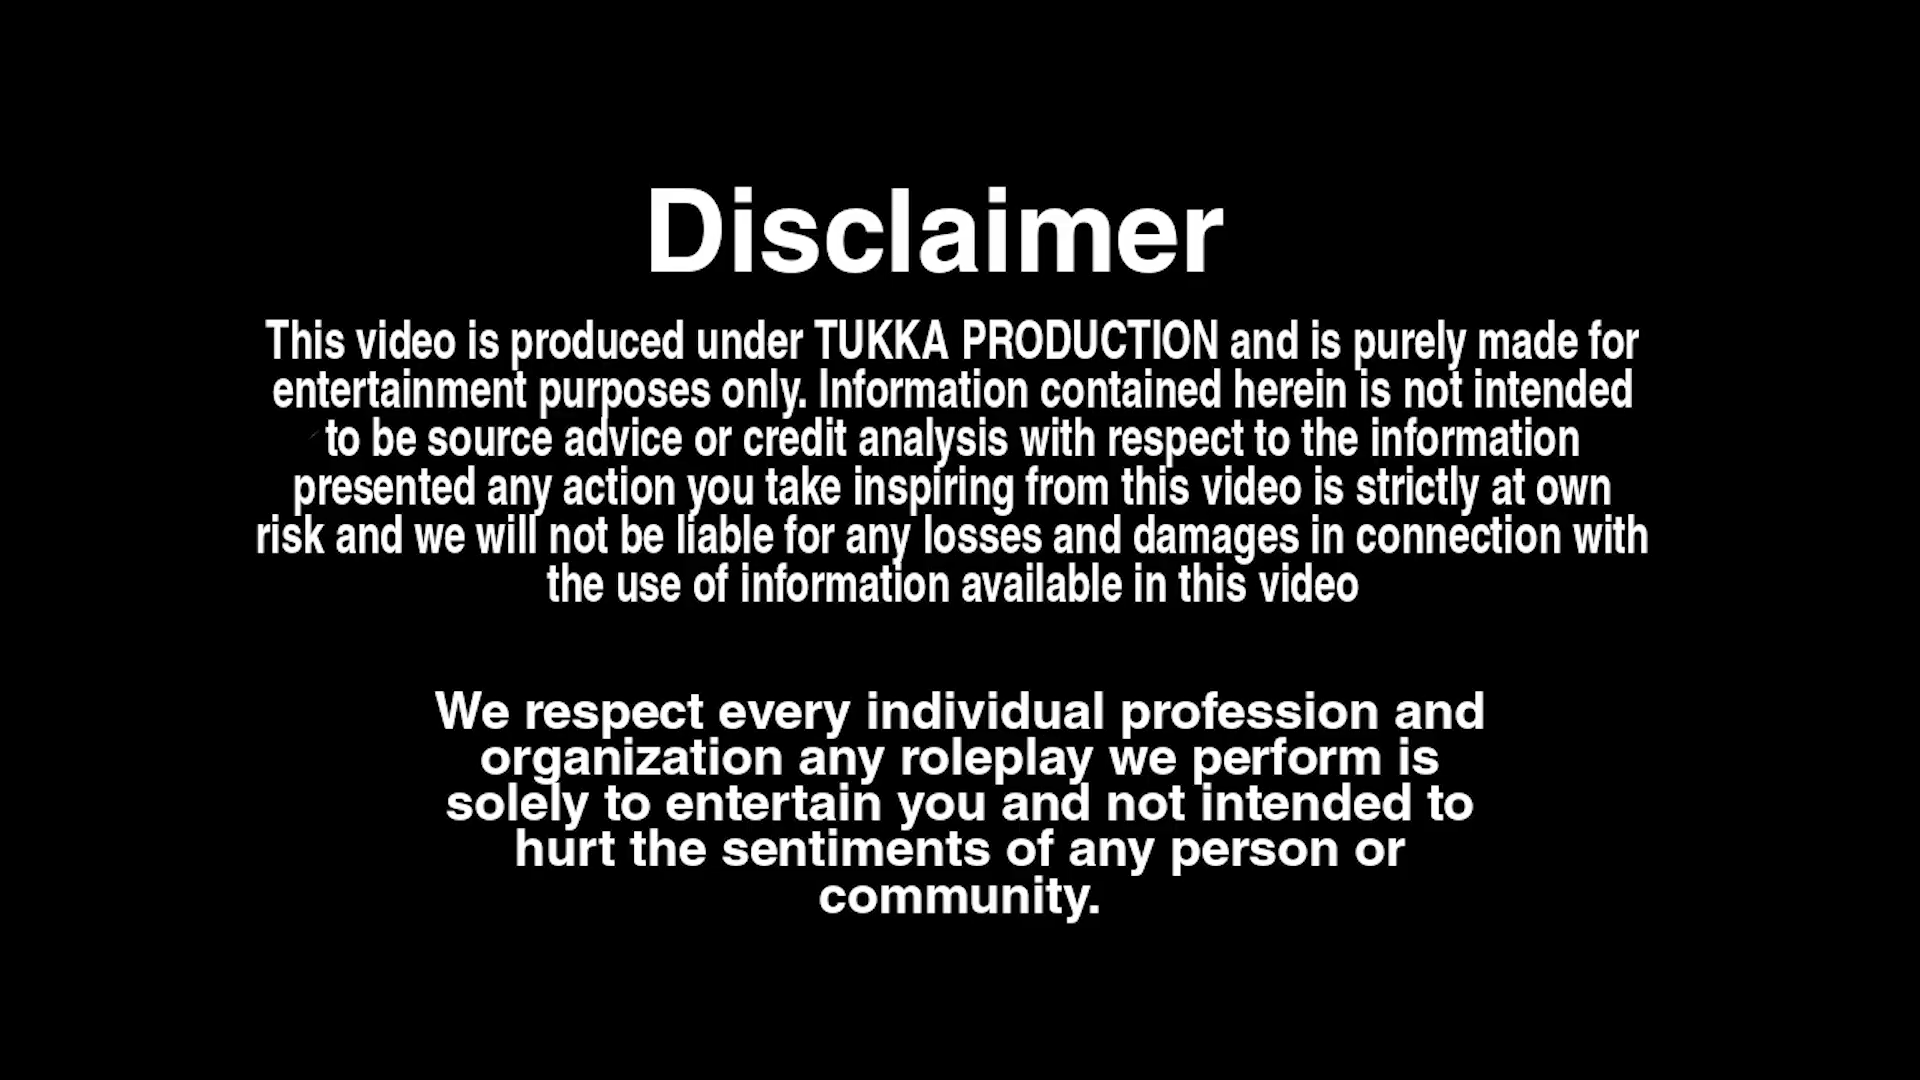 Disclaimer
This video is produced under TUKKA PRODUCTION and is purely made for
entertainment purposes only. Information contained herein is not intended
to be source advice or credit analysis with respect to the information
presented any action you take inspiring from this video is strictly at own
risk and we will not be liable for any losses and damages in connection with
the use of information available in this video
We respect every individual profession and
organization any roleplay we perform is
solely to entertain you and not intended to
hurt the sentiments of any person or
community.